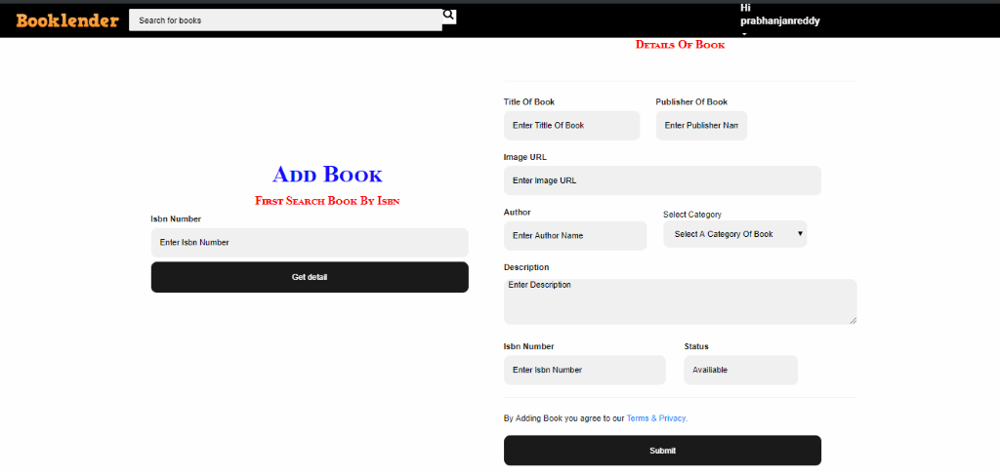 Booklender
Search for books
Hi
prabhanjanreddy
Add Book
First Search Book By Isbn
Isbn Number
Enter Isbn Number
Get detail
Details Of Book
Title Of Book
Publisher Of Book
Enter Tittle Of Book
Enter Publisher Nam
Image URL
Enter Image URL
Author
Select Category
Enter Author Name
Select A Category Of Book
Description
Enter Description
Isbn Number
Status
Enter Isbn Number
Availiable
By Adding Book you agree to our Terms & Privacy.
Submit